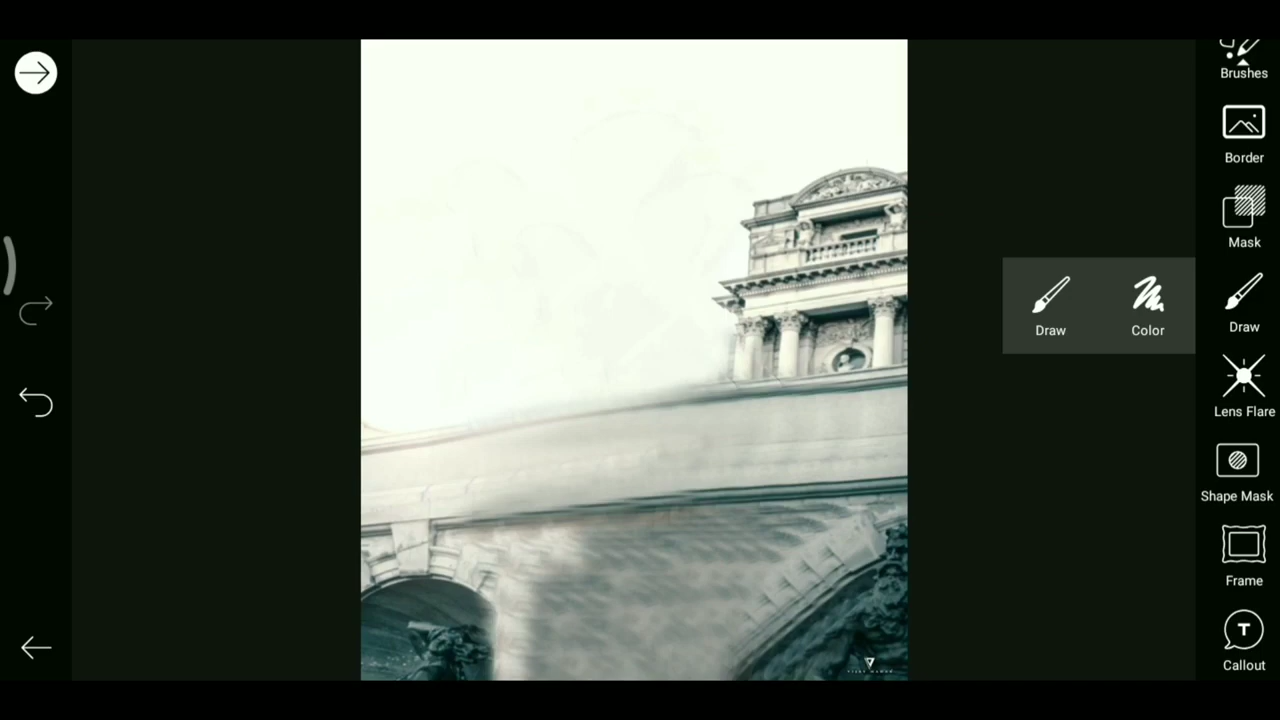 Brushes
Border
Mask
Draw
Color
Draw
Lens Flare
Shape Mask
Frame
T
Callout